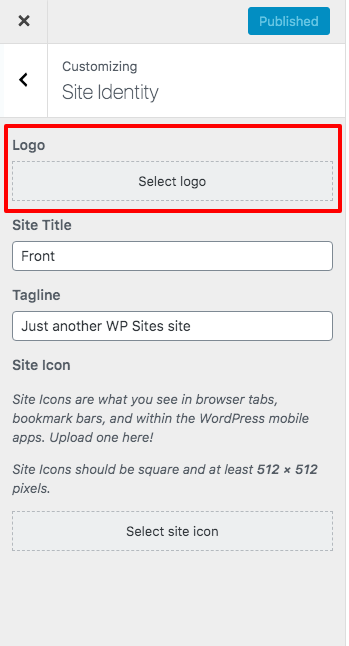 Published
Customizing
Site Identity
Logo
Select logo
Site Title
Front
Tagline
Just another WP Sites site
Site Icon
Site Icons are what you see in browser tabs,
bookmark bars, and within the WordPress mobile
apps. Upload one here!
Site Icons should be square and at least 512 × 512
pixels.
Select site icon